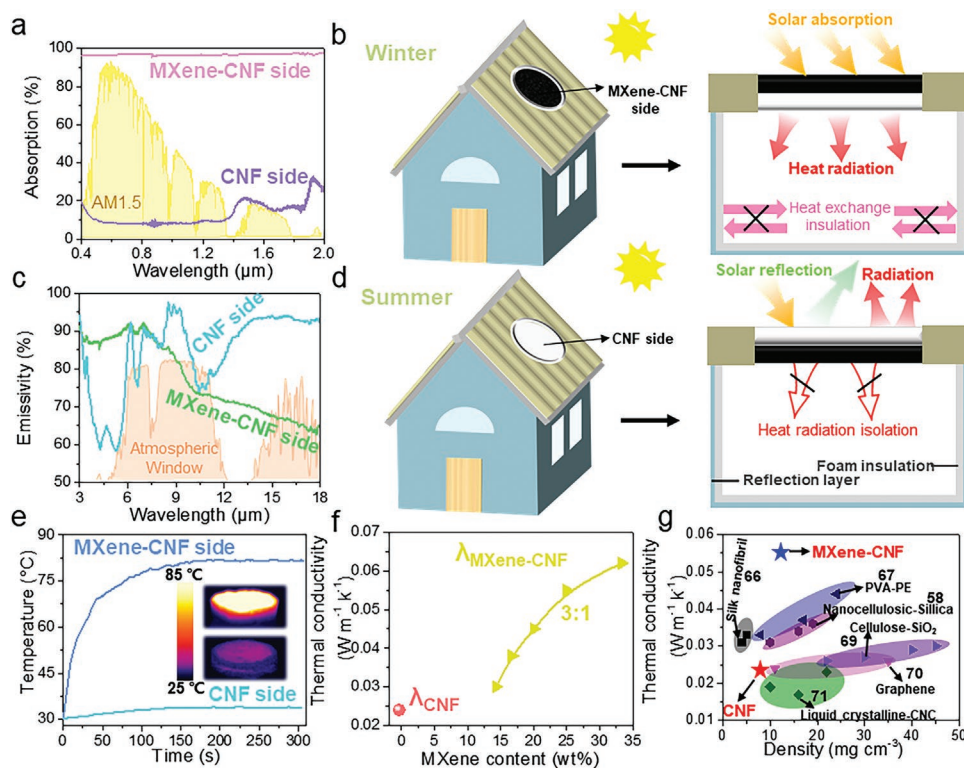 a
100
80
60
40
20
0
Absorption (%)
MXene-CNF side
CNF side
AM1.5
0.4 0.8 1.2 1.6 2.0
Wavelength (μm)
b
Winter
MXene-CNF
side
Solar absorption
Heat radiation
Heat exchange
insulation
c
100
90
80
70
60
50
Emissivity (%)
CNF side
MXene-CNF side
Atmospheric
Window
3 6 9 12 15 18
Wavelength (μm)
d
Summer
CNF side
Solar reflection
Radiation
Heat radiation isolation
Foam insulation
Reflection layer
e
90
75
60
45
30
Temperature (°C)
MXene-CNF side
85 °C
25 °C
CNF side
0 50 100 150 200 250 300
Time (s)
f
0.07
0.06
0.05
0.04
0.03
0.02
Thermal conductivity
(W m⁻¹ k⁻¹)
λMXene-CNF
3:1
λCNF
0 5 10 15 20 25 30 35
MXene content (wt%)
g
0.06
0.05
0.04
0.03
0.02
0.01
Thermal conductivity
(W m⁻¹ k⁻¹)
MXene-CNF
66
Silk nanofibril
67
PVA-PE
58
Nanocellulosic-Sillica
Cellulose-SiO₂
69
70
Graphene
CNF
71
Liquid crystalline-CNC
0 10 20 30 40 50
Density (mg cm⁻³)